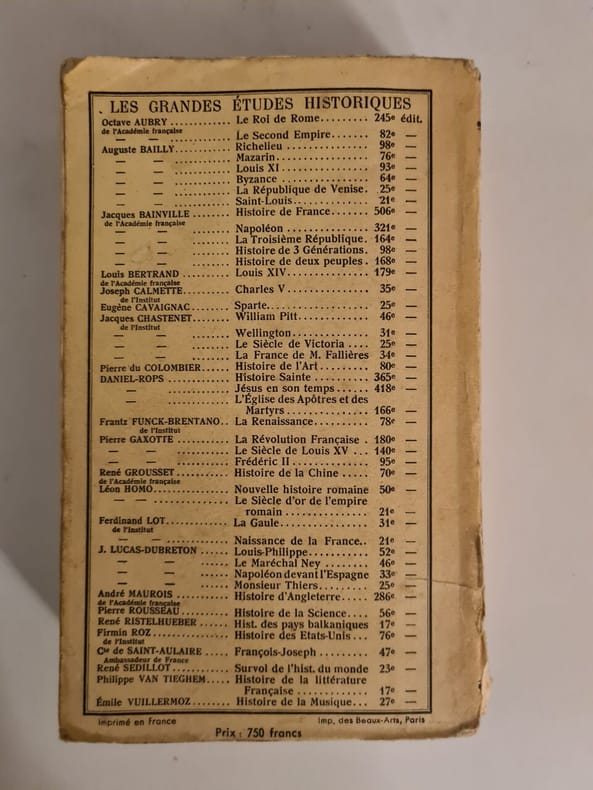 LES GRANDES ÉTUDES HISTORIQUES
Octave AUBRY ............ Le Roi de Rome......... 245e édit.
de l'Académie française
— — ......... Le Second Empire....... 82e —
Auguste BAILLY........... Richelieu .............. 98e —
— — ......... Mazarin................. 76e —
— — ......... Louis XI ................ 93e —
— — ......... Byzance ................ 64e —
— — ......... La République de Venise. 25e —
— — ......... Saint-Louis.............. 21e —
Jacques BAINVILLE ........ Histoire de France....... 506e —
de l'Académie française
— — ........ Napoléon ............... 321e —
— — ........ La Troisième République. 164e —
— — ........ Histoire de 3 Générations. 98e —
— — ........ Histoire de deux peuples. 168e —
Louis BERTRAND .......... Louis XIV............... 179e —
de l'Académie française
Joseph CALMETTE......... Charles V ............... 35e —
de l'Institut
Eugène CAVAIGNAC........ Sparte................... 25e —
Jacques CHASTENET....... William Pitt............. 46e —
de l'Institut
— — ........ Wellington............... 31e —
— — ........ Le Siècle de Victoria .... 25e —
— — ........ La France de M. Fallières 34e —
Pierre du COLOMBIER...... Histoire de l'Art......... 80e —
DANIEL-ROPS ............. Histoire Sainte .......... 365e —
— ............. Jésus en son temps...... 418e —
— ............. L'Église des Apôtres et des
Martyrs ............... 166e —
Frantz FUNCK-BRENTANO.. La Renaissance.......... 78e —
de l'Institut
Pierre GAXOTTE .......... La Révolution Française . 180e —
— — .......... Le Siècle de Louis XV ... 140e —
— — .......... Frédéric II .............. 95e —
René GROUSSET .......... Histoire de la Chine ..... 70e —
de l'Académie française
Léon HOMO............... Nouvelle histoire romaine 50e —
— — ............... Le Siècle d'or de l'empire
romain ................ 21e —
Ferdinand LOT............. La Gaule................ 31e —
de l'Institut
— — ............. Naissance de la France.. 21e —
J. LUCAS-DUBRETON ...... Louis-Philippe........... 52e —
— — ...... Le Maréchal Ney ........ 46e —
— — ...... Napoléon devant l'Espagne 33e —
— — ...... Monsieur Thiers.......... 25e —
André MAUROIS .......... Histoire d'Angleterre..... 286e —
de l'Académie française
Pierre ROUSSEAU.......... Histoire de la Science.... 56e —
René RISTELHUEBER ...... Hist. des pays balkaniques 17e —
Firmin ROZ............... Histoire des Etats-Unis... 76e —
de l'Institut
Cte de SAINT-AULAIRE .... François-Joseph ......... 47e —
Ambassadeur de France
René SEDILLOT........... Survol de l'hist. du monde 23e —
Philippe VAN TIEGHEM..... Histoire de la littérature
Française .............. 17e —
Émile VUILLERMOZ........ Histoire de la Musique... 27e —
Imprimé en france Imp. des Beaux-Arts, Paris
Prix : 750 francs